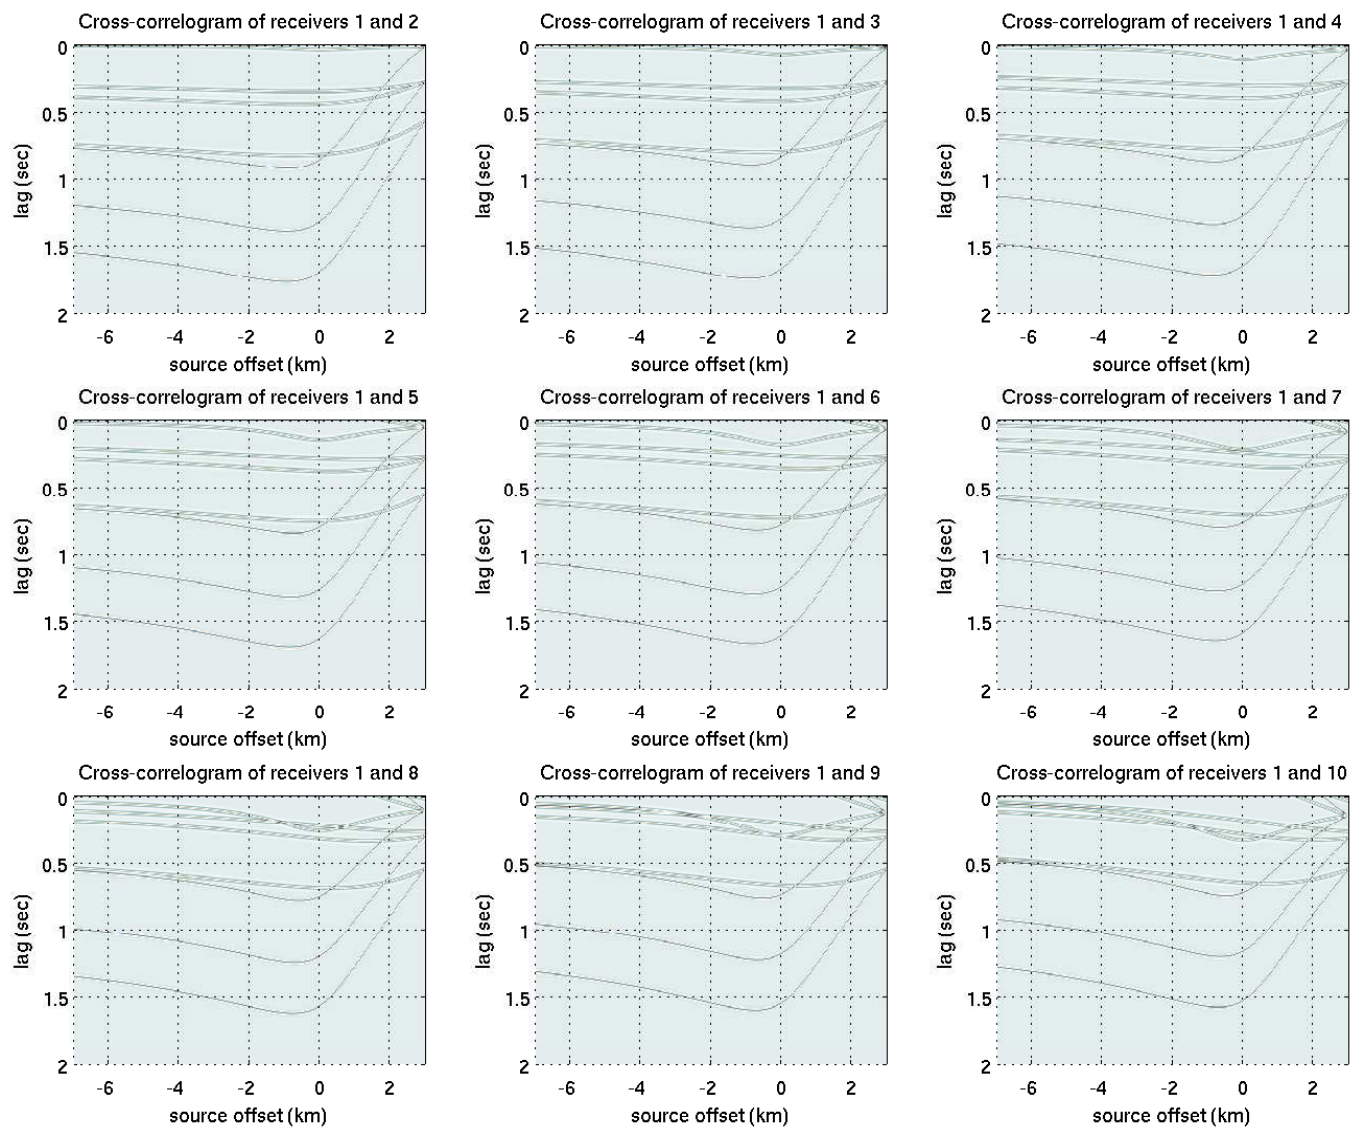 Cross-correlogram of receivers 1 and 2 Cross-correlogram of receivers 1 and 3 Cross-correlogram of receivers 1 and 4
0 0 0
0.5 0.5 0.5
1 1 1
1.5 1.5 1.5
2 2 2
lag (sec) lag (sec) lag (sec)
-6 -4 -2 0 2 -6 -4 -2 0 2 -6 -4 -2 0 2
source offset (km) source offset (km) source offset (km)
Cross-correlogram of receivers 1 and 5 Cross-correlogram of receivers 1 and 6 Cross-correlogram of receivers 1 and 7
0 0 0
0.5 0.5 0.5
1 1 1
1.5 1.5 1.5
2 2 2
lag (sec) lag (sec) lag (sec)
-6 -4 -2 0 2 -6 -4 -2 0 2 -6 -4 -2 0 2
source offset (km) source offset (km) source offset (km)
Cross-correlogram of receivers 1 and 8 Cross-correlogram of receivers 1 and 9 Cross-correlogram of receivers 1 and 10
0 0 0
0.5 0.5 0.5
1 1 1
1.5 1.5 1.5
2 2 2
lag (sec) lag (sec) lag (sec)
-6 -4 -2 0 2 -6 -4 -2 0 2 -6 -4 -2 0 2
source offset (km) source offset (km) source offset (km)